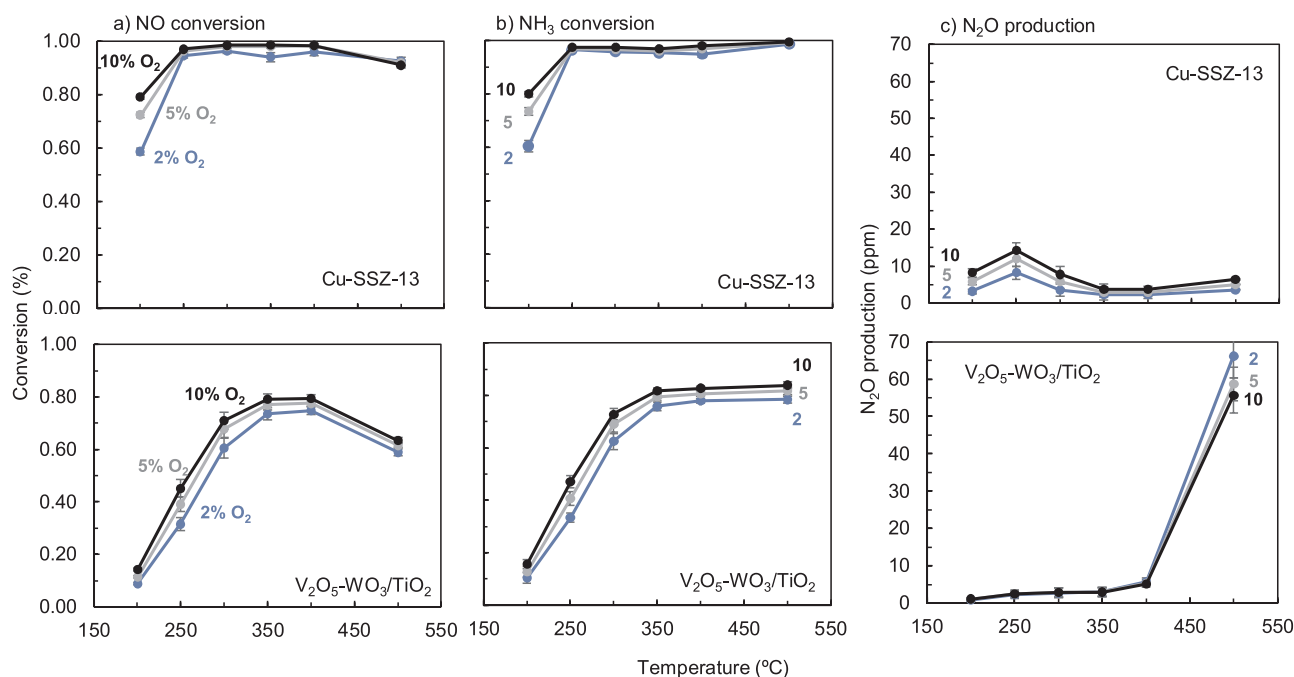 a) NO conversion
b) NH3 conversion
c) N2O production
Conversion (%)
1.00
0.80
0.60
0.40
0.20
0.00
10% O2
5% O2
2% O2
Cu-SSZ-13
10
5
2
Cu-SSZ-13
N2O production (ppm)
70
60
50
40
30
20
10
0
Cu-SSZ-13
10
5
2
1.00
0.80
0.60
0.40
0.20
0.00
10% O2
5% O2
2% O2
V2O5-WO3/TiO2
150 250 350 450 550
10
5
2
V2O5-WO3/TiO2
150 250 350 450 550
70
60
50
40
30
20
10
0
V2O5-WO3/TiO2
2
5
10
150 250 350 450 550
Temperature (ºC)